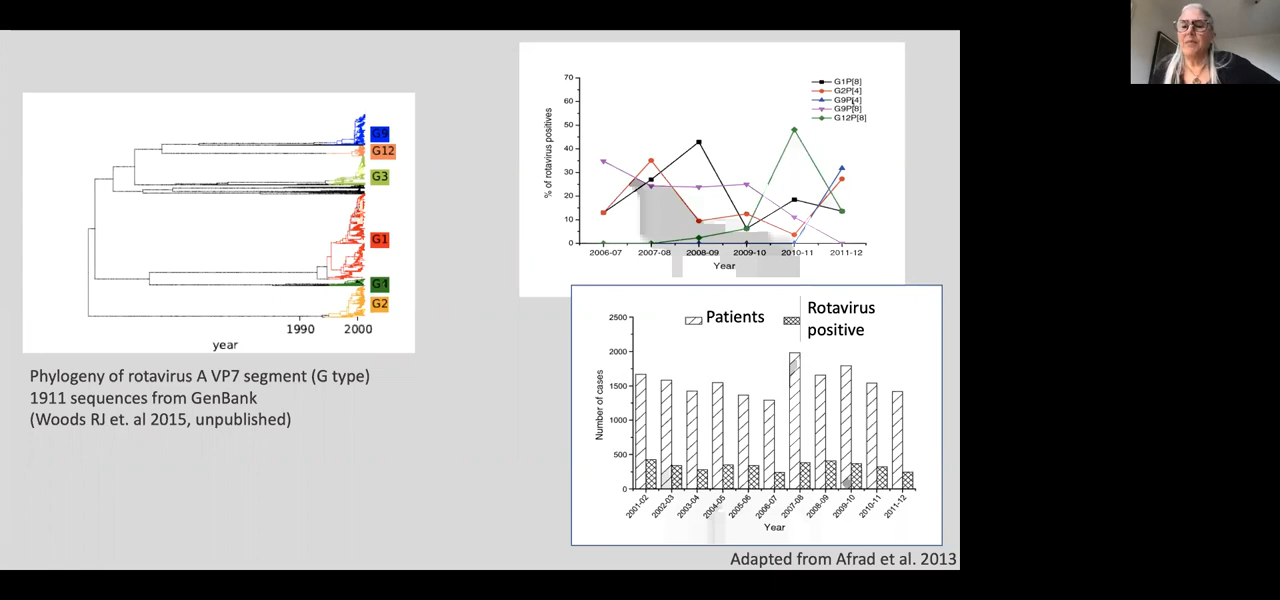 G9
G12
G3
G1
G4
G2
1990 2000
year
Phylogeny of rotavirus A VP7 segment (G type)
1911 sequences from GenBank
(Woods RJ et. al 2015, unpublished)
70
60
50
40
30
20
10
0
% of rotavirus positives
G1P[8]
G2P[4]
G9P[4]
G9P[8]
G12P[8]
2006-07 2007-08 2008-09 2009-10 2010-11 2011-12
Year
Patients
Rotavirus
positive
2500
2000
1500
1000
500
0
Number of cases
2001-02 2002-03 2003-04 2004-05 2005-06 2006-07 2007-08 2008-09 2009-10 2010-11 2011-12
Year
Adapted from Afrad et al. 2013